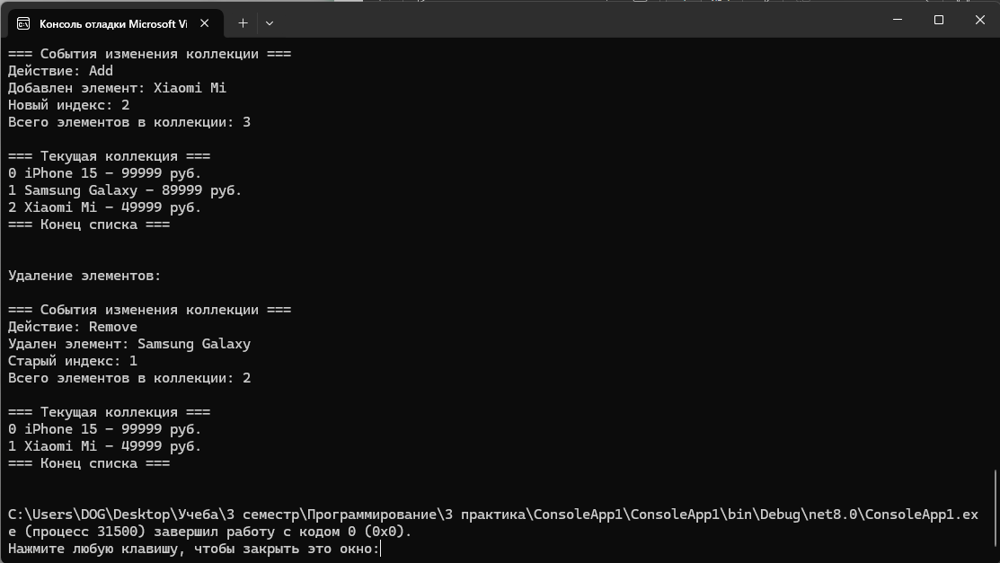 Консоль отладки Microsoft Vi
=== События изменения коллекции ===
Действие: Add
Добавлен элемент: Xiaomi Mi
Новый индекс: 2
Всего элементов в коллекции: 3
=== Текущая коллекция ===
0 iPhone 15 - 99999 руб.
1 Samsung Galaxy - 89999 руб.
2 Xiaomi Mi - 49999 руб.
=== Конец списка ===
Удаление элементов:
=== События изменения коллекции ===
Действие: Remove
Удален элемент: Samsung Galaxy
Старый индекс: 1
Всего элементов в коллекции: 2
=== Текущая коллекция ===
0 iPhone 15 - 99999 руб.
1 Xiaomi Mi - 49999 руб.
=== Конец списка ===
C:\Users\DOG\Desktop\Учеба\3 семестр\Программирование\3 практика\ConsoleApp1\ConsoleApp1\bin\Debug\net8.0\ConsoleApp1.ex
e (процесс 31500) завершил работу с кодом 0 (0x0).
Нажмите любую клавишу, чтобы закрыть это окно: